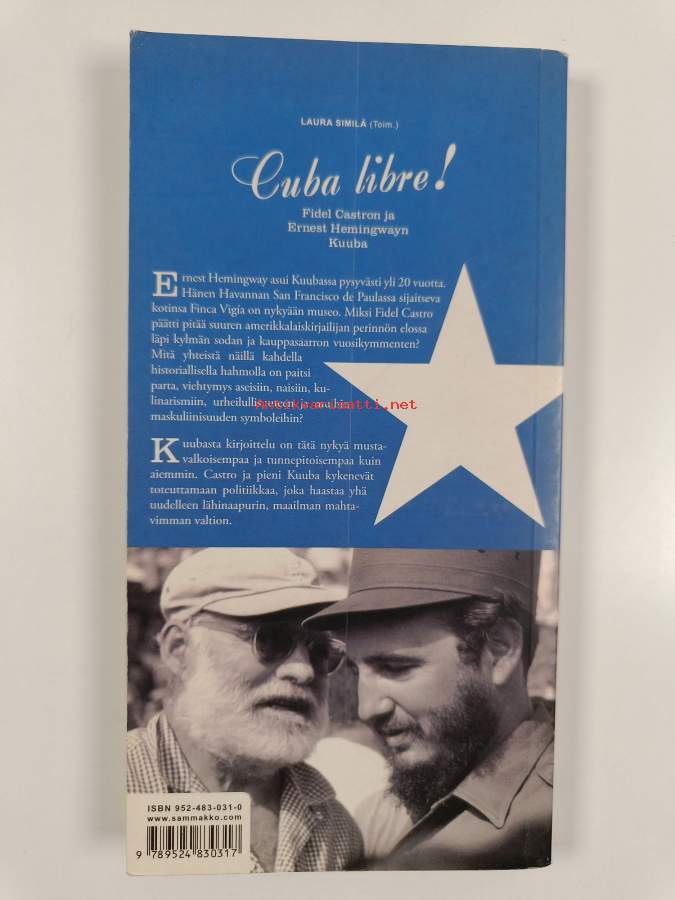 LAURA SIMILÄ (Toim.)
Cuba libre!
Fidel Castron ja
Ernest Hemingwayn
Kuuba
Ernest Hemingway asui Kuubassa pysyvästi yli 20 vuotta.
Hänen Havannan San Francisco de Paulassa sijaitseva
kotinsa Finca Vigía on nykyään museo. Miksi Fidel Castro
päätti pitää suuren amerikkalaiskirjailijan perinnön elossa
läpi kylmän sodan ja kauppasaarron vuosikymmenten?
Mitä yhteistä näillä kahdella
historiallisella hahmolla on paitsi
parta, viehtymys aseisiin, naisiin, ku-
linarismiin,
Antikvariaatti.net
maskuliinisuuden symboleihin?
Kuubasta kirjoittelu on tätä nykyä musta-
valkoisempaa ja tunnepitoisempaa kuin
aiemmin. Castro ja pieni Kuuba kykenevät
toteuttamaan politiikkaa, joka haastaa yhä
uudelleen lähinaapurin, maailman mahta-
vimman valtion.
ISBN 952-483-031-0
www.sammakko.com
9 789524 830317